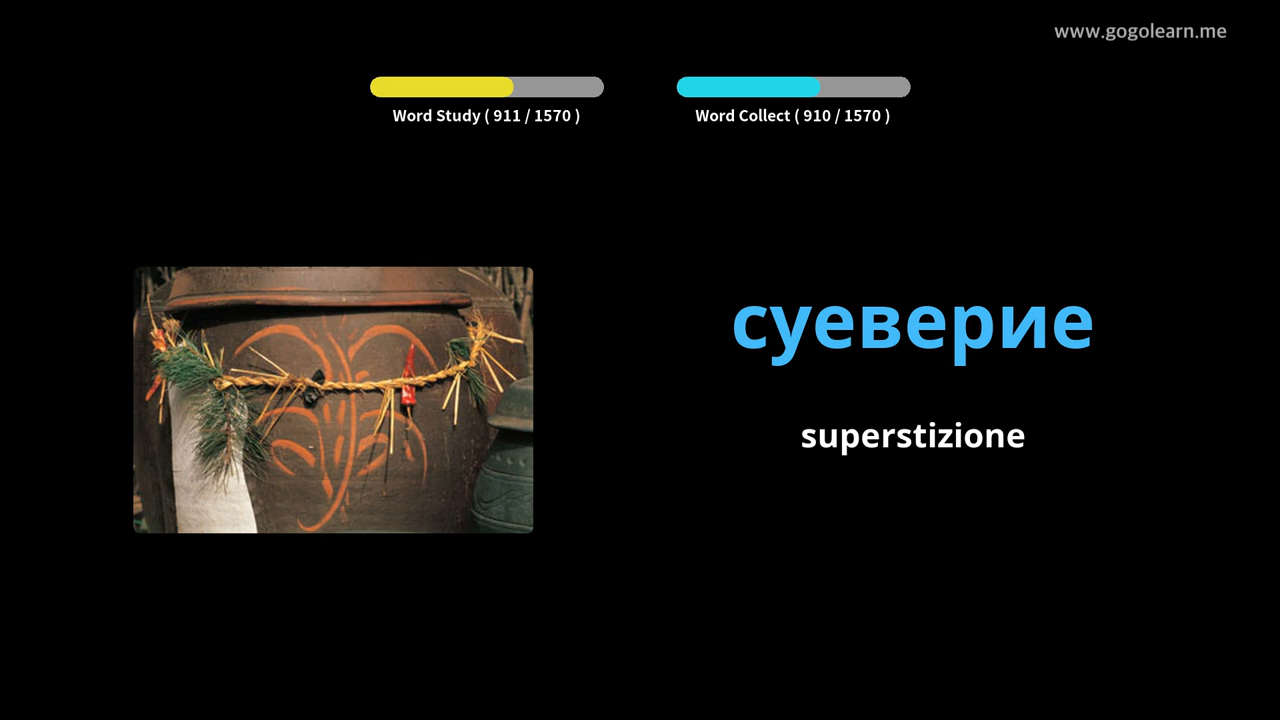 www.gogolearn.me
Word Study ( 911 / 1570 )
Word Collect ( 910 / 1570 )
суеверие
superstizione